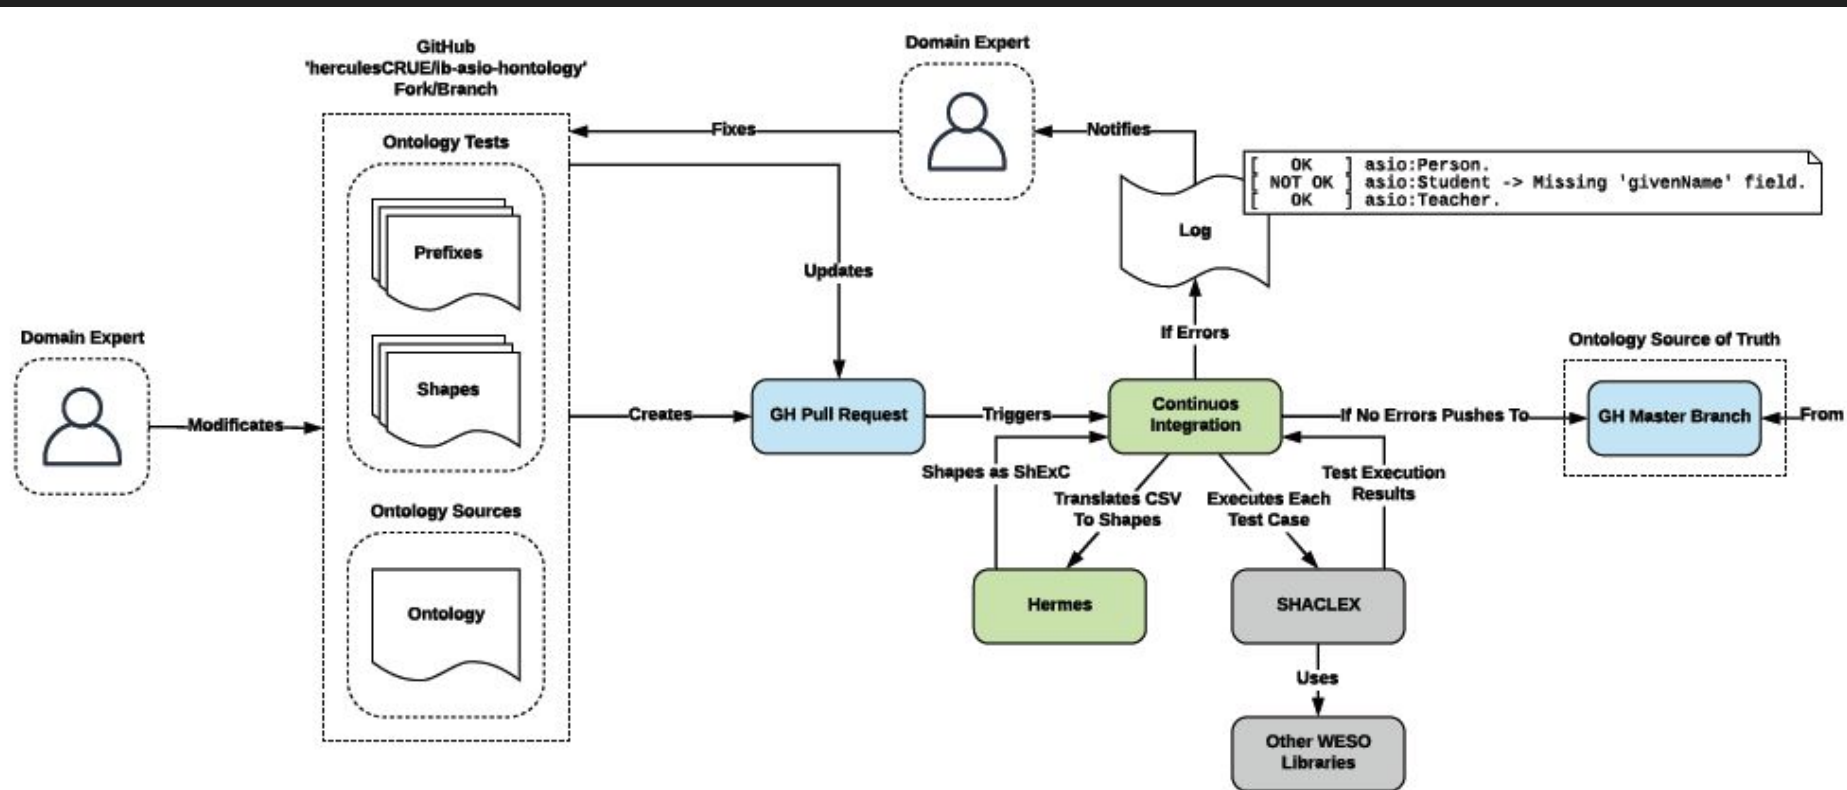 GitHub
'herculesCRUE/ib-asio-hontology'
Fork/Branch
Domain Expert
Ontology Tests
Fixes
Notifies
[ OK ] asio:Person.
[ NOT OK ] asio:Student -> Missing 'givenName' field.
[ OK ] asio:Teacher.
Prefixes
Log
Updates
If Errors
Domain Expert
Ontology Source of Truth
Shapes
Modificates
Creates
GH Pull Request
Triggers
Continuos
Integration
If No Errors Pushes To
GH Master Branch
From
Shapes as ShExC
Translates CSV
To Shapes
Executes Each
Test Case
Test Execution
Results
Ontology Sources
Ontology
Hermes
SHACLEX
Uses
Other WESO
Libraries